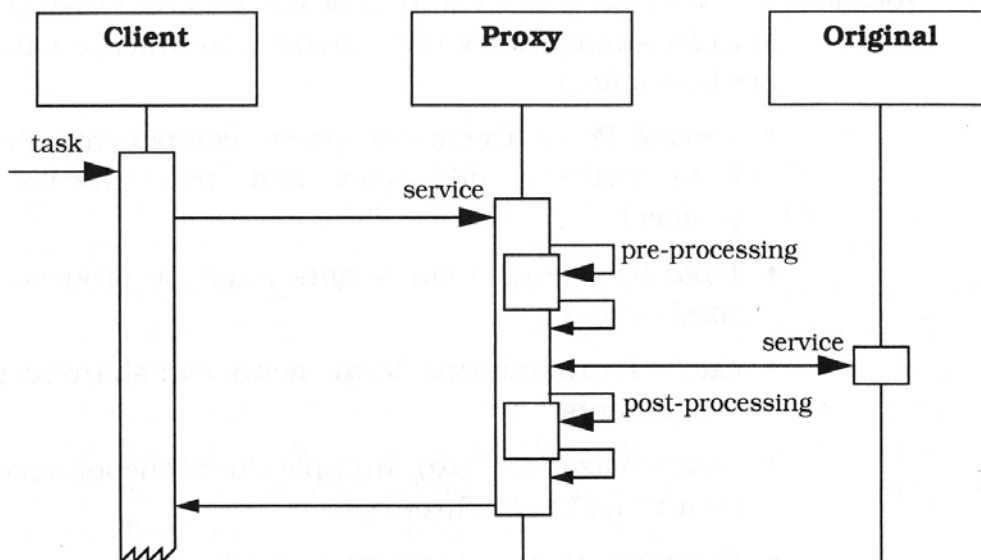 Client
Proxy
Original
task
service
pre-processing
service
post-processing